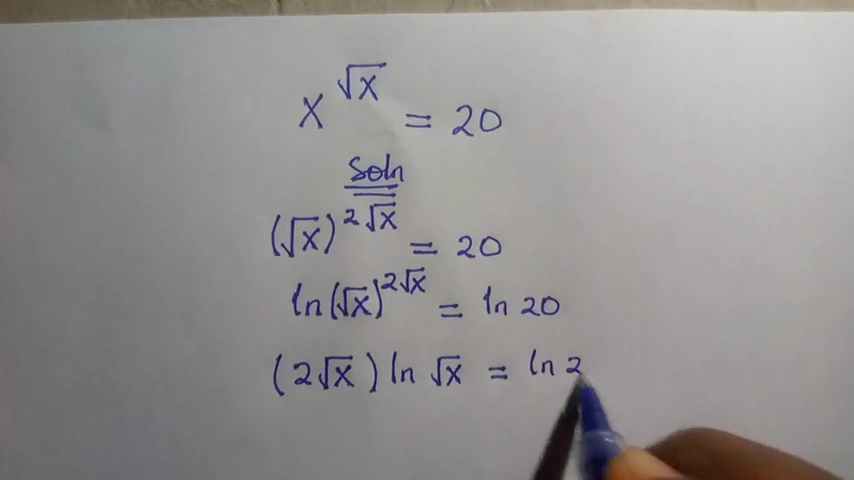 x^√x = 20
Soln
(√x)^2√x = 20
ln(√x)^2√x = ln 20
(2√x) ln √x = ln 2